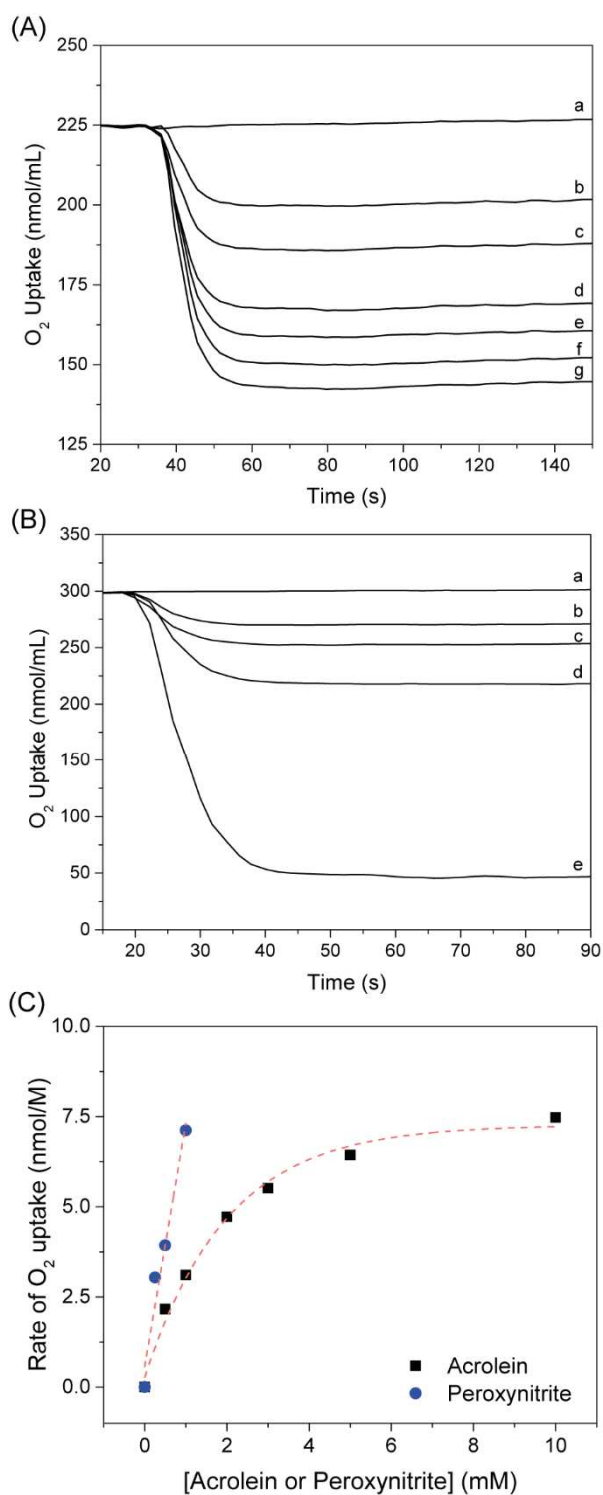 (A)
250
225
200
175
150
125
a
b
c
d
e
f
g
O2 Uptake (nmol/mL)
20 40 60 80 100 120 140
Time (s)
(B)
350
300
250
200
150
100
50
0
a
b
c
d
e
O2 Uptake (nmol/mL)
20 30 40 50 60 70 80 90
Time (s)
(C)
10.0
7.5
5.0
2.5
0.0
Rate of O2 uptake (nmol/M)
Acrolein
Peroxynitrite
0 2 4 6 8 10
[Acrolein or Peroxynitrite] (mM)